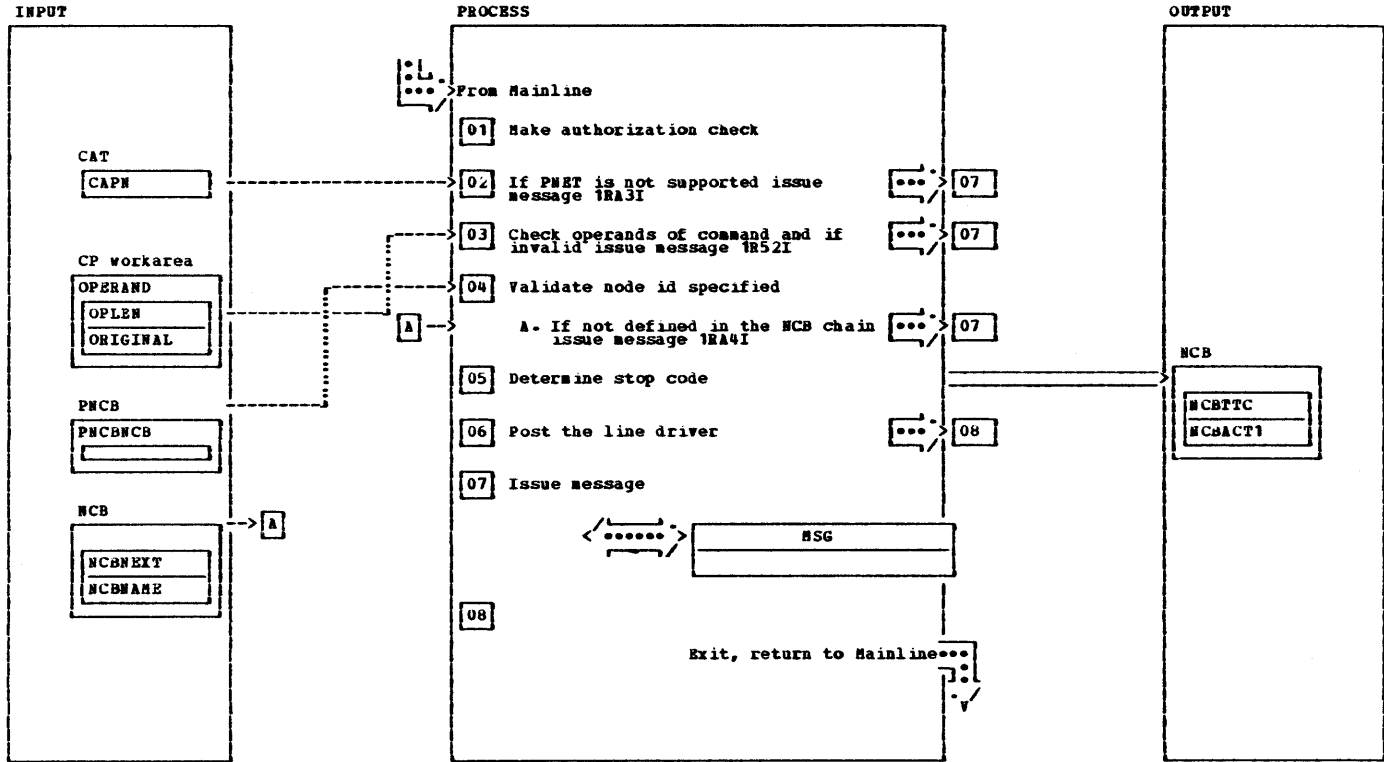 INPUT
PROCESS
OUTPUT
From Mainline
01 Make authorization check
CAT
CAPN
02 If PNET is not supported issue
message 1RA3I
07
03 Check operands of command and if
invalid issue message 1R52I
07
CP workarea
OPERAND
OPLEN
ORIGINAL
04 Validate node id specified
A
A. If not defined in the NCB chain
issue message 1RA4I
07
05 Determine stop code
NCB
NCBTTC
NCBACT1
PNCB
PNCBNCB
06 Post the line driver
08
07 Issue message
NCB
A
NCBNEXT
NCBNAME
MSG
08
Exit, return to Mainline